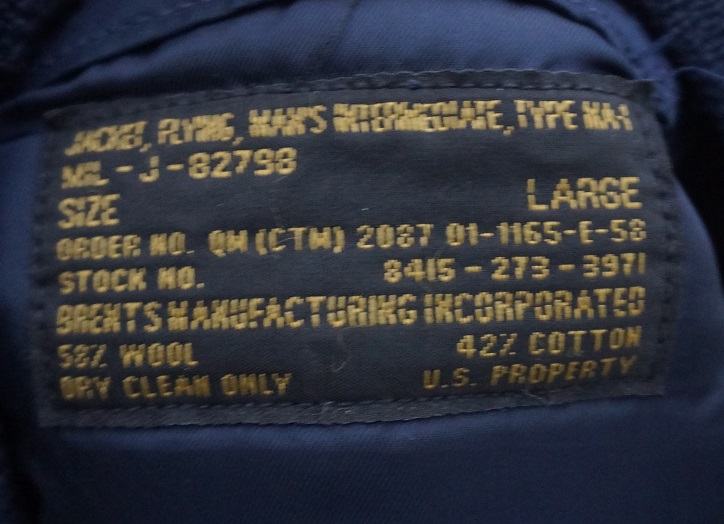 JACKET, FLYING, MAN'S INTERMEDIATE, TYPE MA-1
MIL-J-82798
SIZE LARGE
ORDER NO. QM (CTM) 2087 01-1165-E-58
STOCK NO. 8415-273-3971
BRENTS MANUFACTURING INCORPORATED
58% WOOL 42% COTTON
DRY CLEAN ONLY U.S. PROPERTY